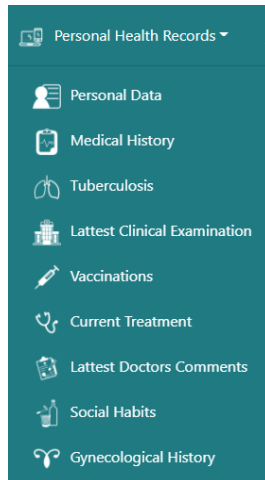 Personal Health Records
Personal Data
Medical History
Tuberculosis
Lattest Clinical Examination
Vaccinations
Current Treatment
Lattest Doctors Comments
Social Habits
Gynecological History